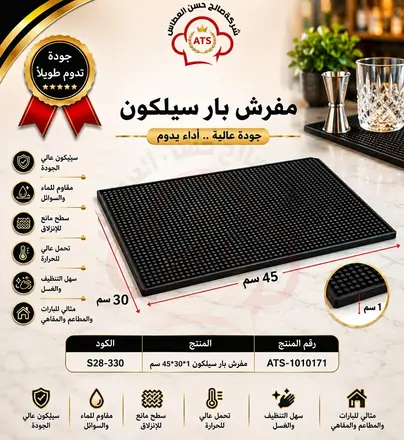 شركة صالح حسن العطاس
ATS
جودة
تدوم طويلاً
مفرش بار سيلكون
جودة عالية .. أداء يدوم
سيليكون عالي
الجودة
مقاوم للماء
والسوائل
سطح مانع
للإنزلاق
تحمل عالي
للحرارة
سهل التنظيف
والغسل
مثالي للبارات
والمطاعم والمقاهي
45 سم
30 سم
1 سم
رقم المنتج
المنتج
الكود
ATS-1010171
مفرش بار سيلكون 1*30*45 سم
S28-330
مثالي للبارات
والمطاعم والمقاهي
سهل التنظيف
والغسل
تحمل عالي
للحرارة
سطح مانع
للإنزلاق
مقاوم للماء
والسوائل
سيليكون عالي
الجودة